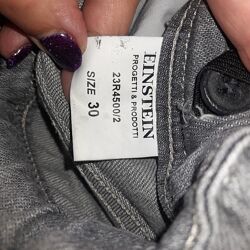 EINSTEIN
PROGETTI & PRODOTTI
23R4500/2
SIZE 30